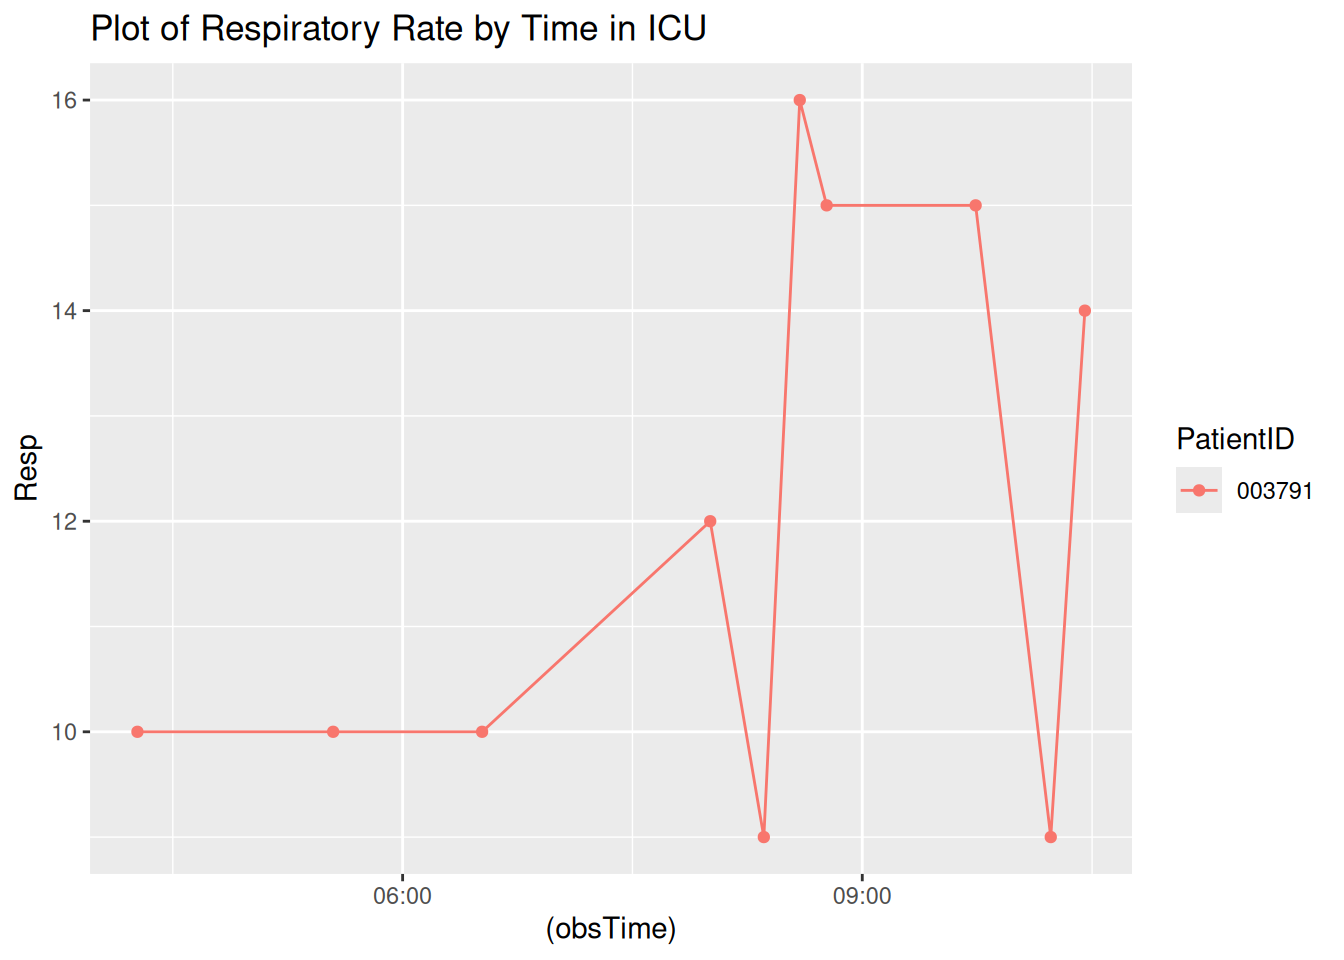 Plot of Respiratory Rate by Time in ICU
16
14
12
10
Resp
06:00
09:00
(obsTime)
PatientID
003791